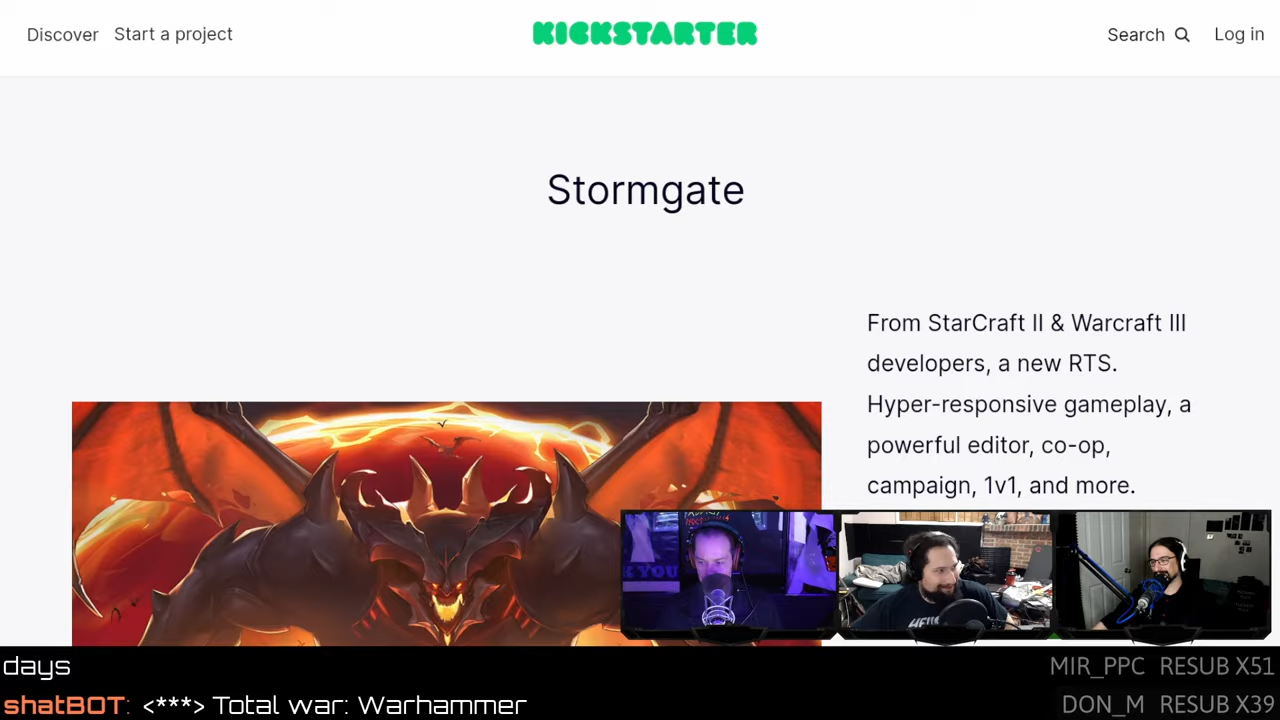 Discover Start a project KICKSTARTER Search Log in
Stormgate
From StarCraft II & Warcraft III
developers, a new RTS.
Hyper-responsive gameplay, a
powerful editor, co-op,
campaign, 1v1, and more.
days
shatBOT: <***> Total war: Warhammer
MIR_PPC RESUB X51
DON_M RESUB X39